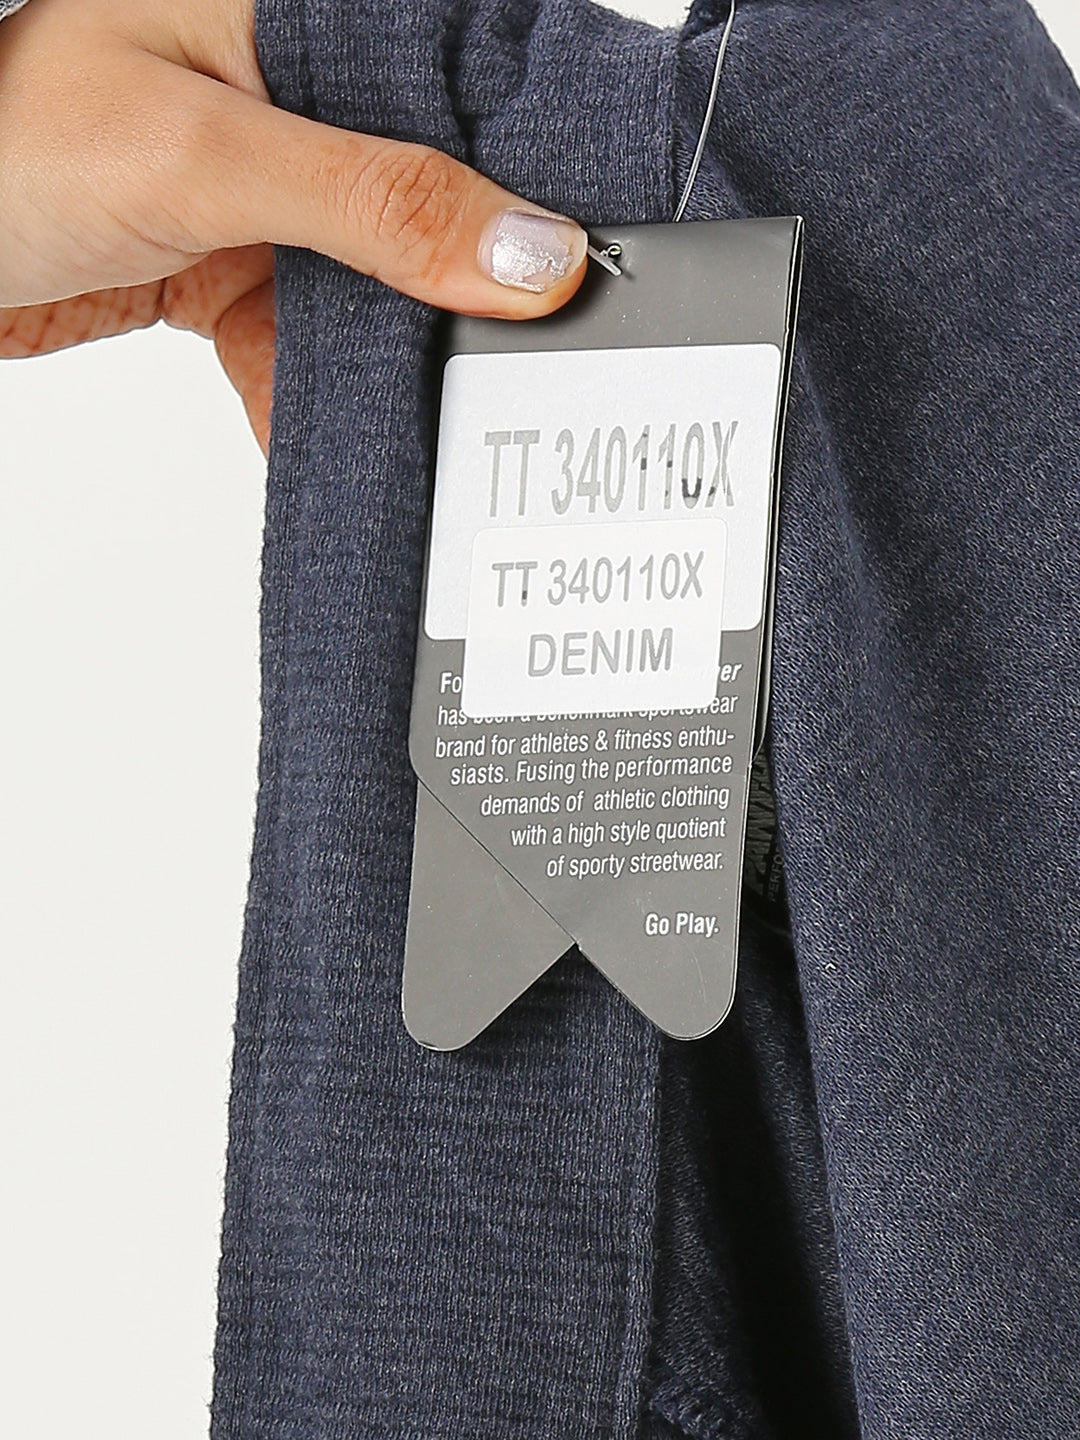 TT 340110X
TT 340110X
DENIM
has been a benchmark sportswear
brand for athletes & fitness enthu-
siasts. Fusing the performance
demands of athletic clothing
with a high style quotient
of sporty streetwear.
Go Play.